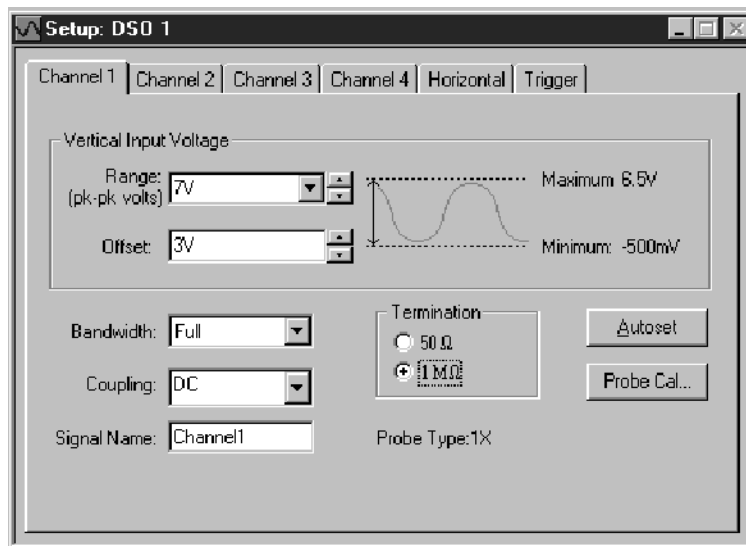 Setup: DSO 1
Channel 1 Channel 2 Channel 3 Channel 4 Horizontal Trigger
Vertical Input Voltage
Range: 7V Maximum 6.5V
(pk-pk volts)
Offset: 3V Minimum: -500mV
Termination
Bandwidth: Full 50 Ω Autoset
Coupling: DC 1 MΩ Probe Cal...
Signal Name: Channel1 Probe Type:1X